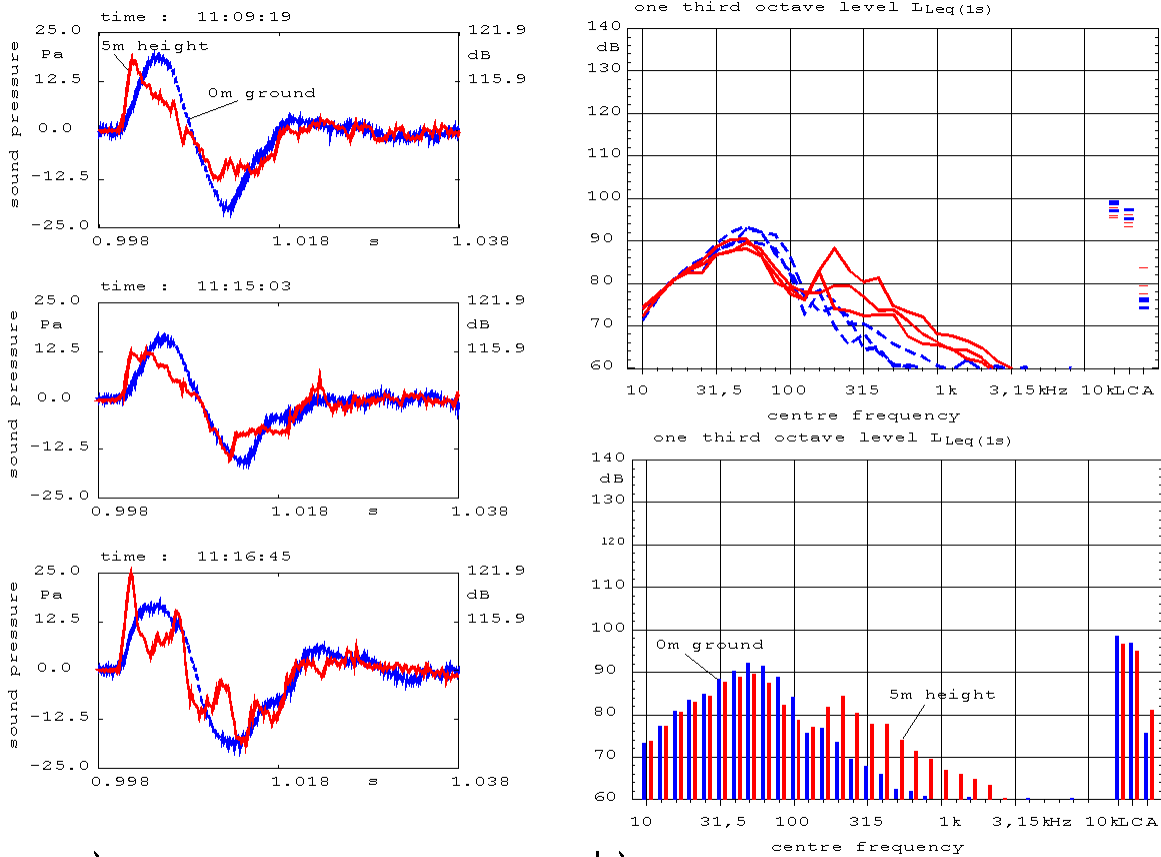 time :  11:09:19
25.0
Pa
12.5
0.0
-12.5
-25.0
sound pressure
5m height
0m ground
121.9
dB
115.9
0.998
1.018
s
1.038
time :  11:15:03
25.0
Pa
12.5
0.0
-12.5
-25.0
sound pressure
121.9
dB
115.9
0.998
1.018
s
1.038
time :  11:16:45
25.0
Pa
12.5
0.0
-12.5
-25.0
sound pressure
121.9
dB
115.9
0.998
1.018
s
1.038
one third octave level LLeq(1s)
140
dB
130
120
110
100
90
80
70
60
10 31,5 100 315 1k 3,15kHz 10kLCA
centre frequency
one third octave level LLeq(1s)
140
dB
130
120
110
100
90
80
70
60
0m ground
5m height
10 31,5 100 315 1k 3,15kHz 10kLCA
centre frequency